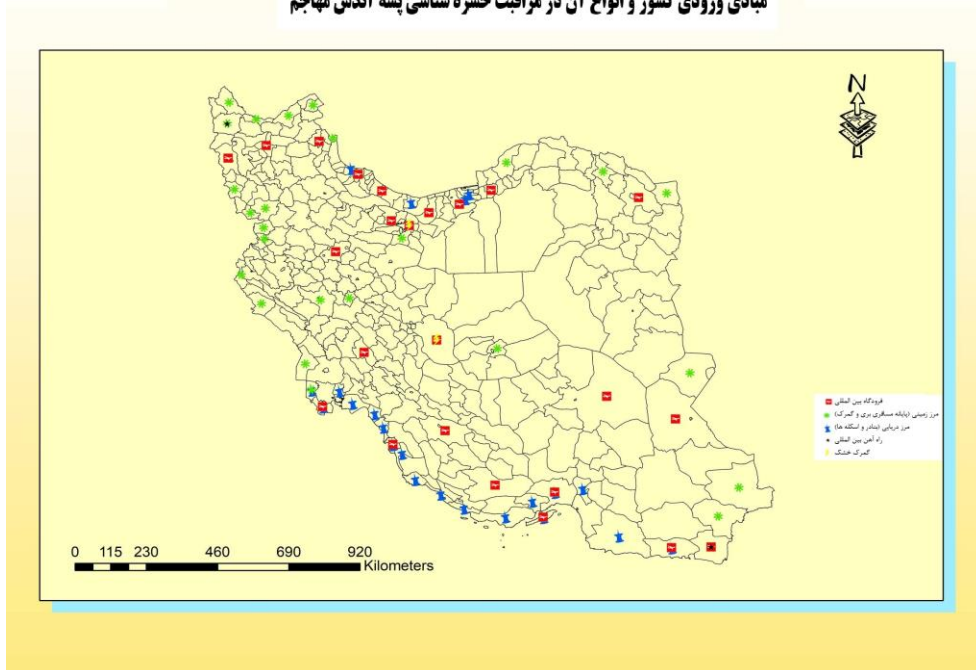 مبادی ورودی کشور و انواع آن در مراقبت حشره شناسی پشه آئدس مهاجم
N
فرودگاه بین المللی
مرز زمینی (پایانه مسافری بری و گمرک)
مرز دریایی (بنادر و اسکله ها)
راه آهن بین المللی
گمرک خشک
0 115 230 460 690 920
Kilometers